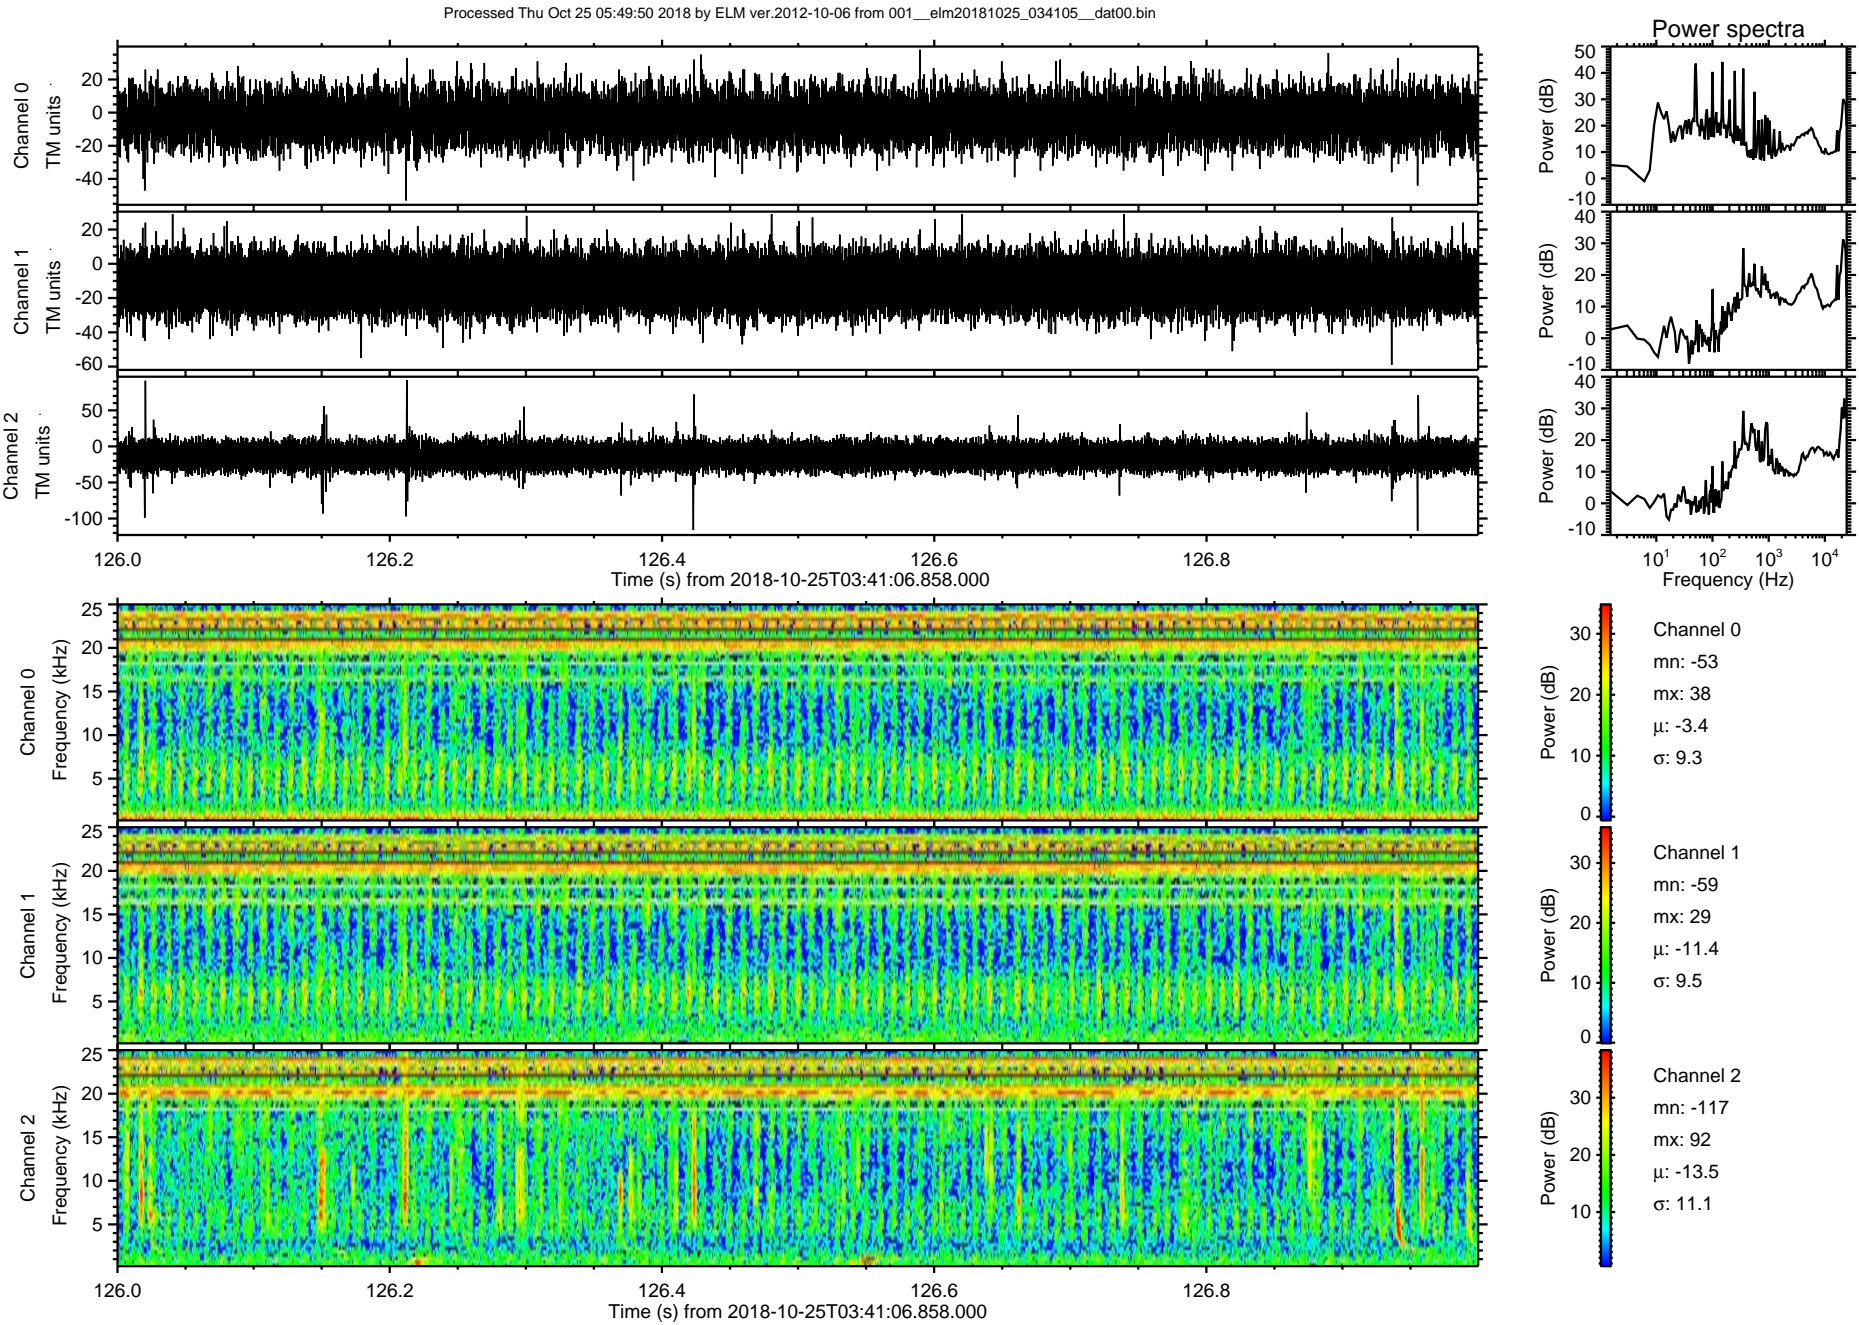 Processed Thu Oct 25 05:49:50 2018 by ELM ver.2012-10-06 from 001__elm20181025_034105__dat00.bin
Power spectra
Channel 0
TM units
20
0
-20
-40
Power (dB)
50
40
30
20
10
0
-10
Channel 1
TM units
20
0
-20
-40
-60
Power (dB)
40
30
20
10
0
-10
Channel 2
TM units
50
0
-50
-100
Power (dB)
40
30
20
10
0
-10
126.0 126.2 126.4 126.6 126.8
Time (s) from 2018-10-25T03:41:06.858.000
10^1 10^2 10^3 10^4
Frequency (Hz)
Channel 0
Frequency (kHz)
25
20
15
10
5
Power (dB)
30
20
10
0
Channel 0
mn: -53
mx: 38
μ: -3.4
σ: 9.3
Channel 1
Frequency (kHz)
25
20
15
10
5
Power (dB)
30
20
10
0
Channel 1
mn: -59
mx: 29
μ: -11.4
σ: 9.5
Channel 2
Frequency (kHz)
25
20
15
10
5
Power (dB)
30
20
10
Channel 2
mn: -117
mx: 92
μ: -13.5
σ: 11.1
126.0 126.2 126.4 126.6 126.8
Time (s) from 2018-10-25T03:41:06.858.000